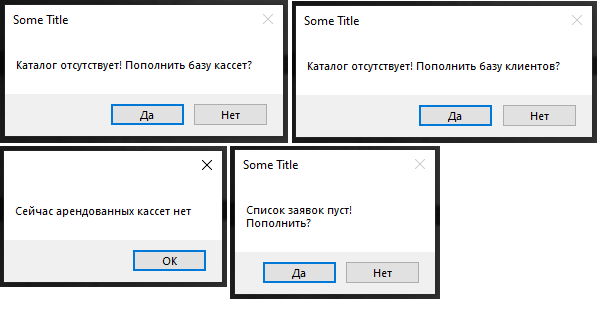 Some Title
Каталог отсутствует! Пополнить базу кассет?
Да
Нет
Some Title
Каталог отсутствует! Пополнить базу клиентов?
Да
Нет
Сейчас арендованных кассет нет
ОК
Some Title
Список заявок пуст!
Пополнить?
Да
Нет